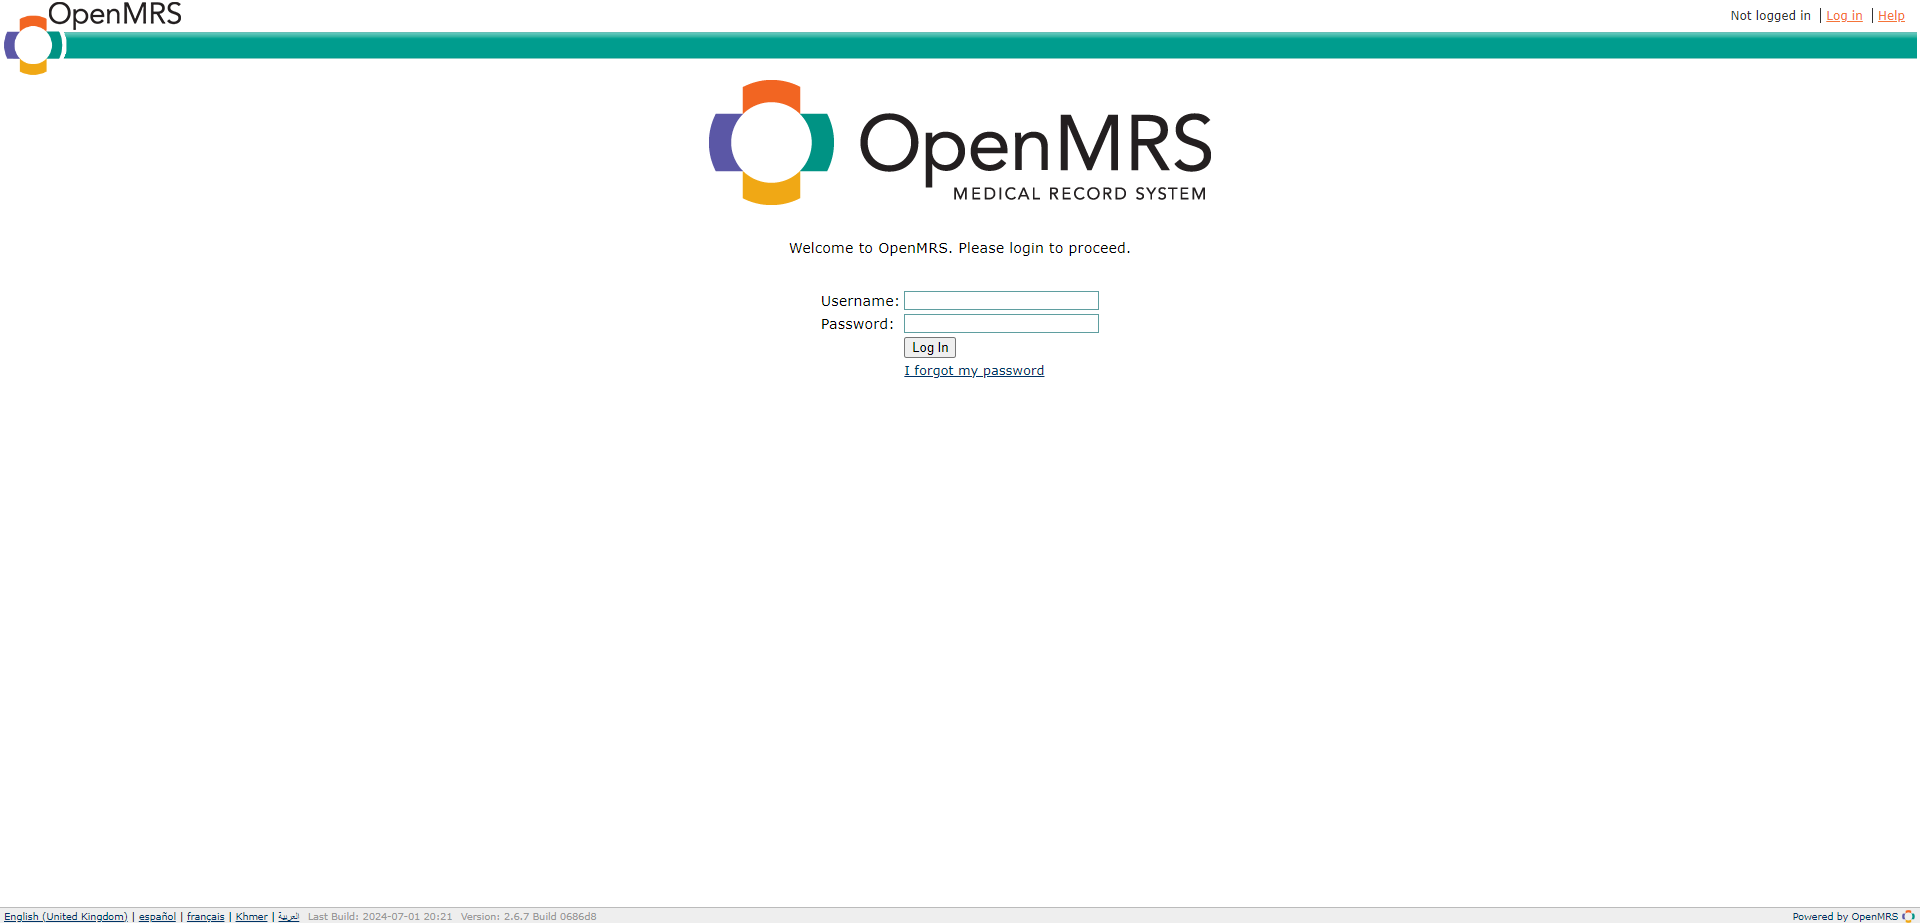 OpenMRS
Not logged in | Log in | Help
OpenMRS
MEDICAL RECORD SYSTEM
Welcome to OpenMRS. Please login to proceed.
Username:
Password:
Log In
I forgot my password
English (United Kingdom) | español | français | Khmer | العربية Last Build: 2024-07-01 20:21 Version: 2.6.7 Build 0686d8
Powered by OpenMRS